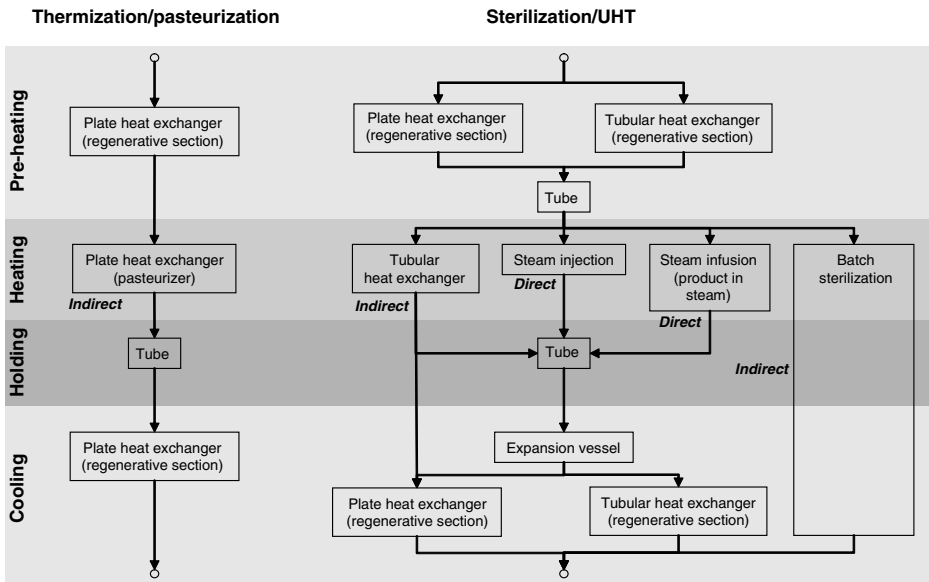 Thermization/pasteurization
Sterilization/UHT
Pre-heating
Plate heat exchanger
(regenerative section)
Plate heat exchanger
(regenerative section)
Tubular heat exchanger
(regenerative section)
Tube
Heating
Plate heat exchanger
(pasteurizer)
Indirect
Tubular
heat exchanger
Indirect
Steam injection
Direct
Steam infusion
(product in
steam)
Direct
Batch
sterilization
Indirect
Holding
Tube
Tube
Cooling
Plate heat exchanger
(regenerative section)
Expansion vessel
Plate heat exchanger
(regenerative section)
Tubular heat exchanger
(regenerative section)